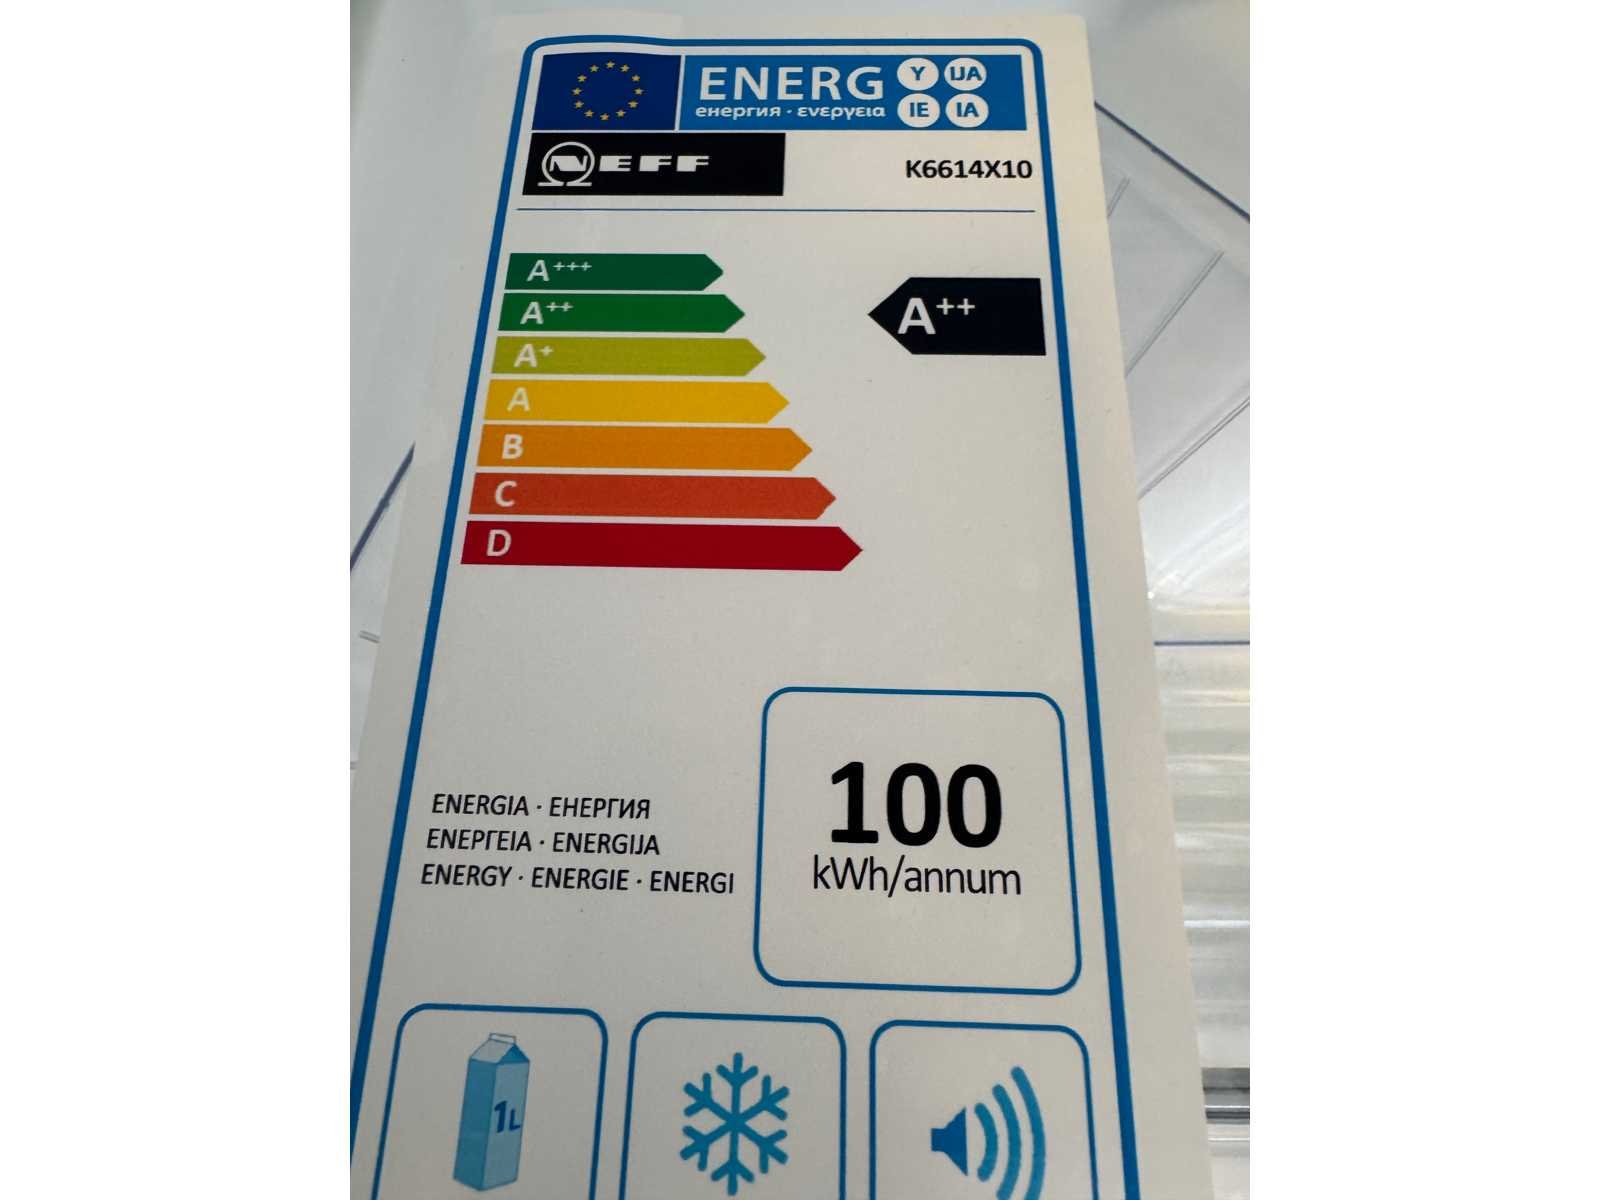 ENERG Y IJA
енергия · ενεργεια IE IA
NEFF K6614X10
A+++
A++ A++
A+
A
B
C
D
100
kWh/annum
ENERGIA · ЕНЕРГИЯ
ΕΝΕΡΓΕΙΑ · ENERGIJA
ENERGY · ENERGIE · ENERGI
1L